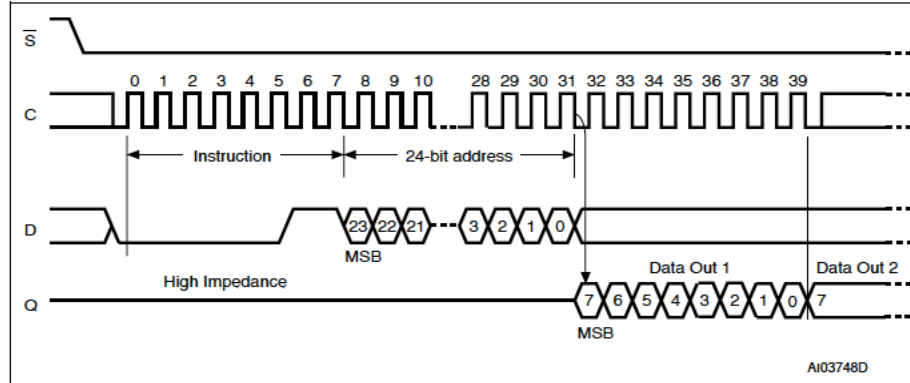 S
0 1 2 3 4 5 6 7 8 9 10 28 29 30 31 32 33 34 35 36 37 38 39
C
Instruction 24-bit address
D 23 22 21 3 2 1 0
MSB
High Impedance Data Out 1 Data Out 2
Q 7 6 5 4 3 2 1 0 7
MSB
AI03748D